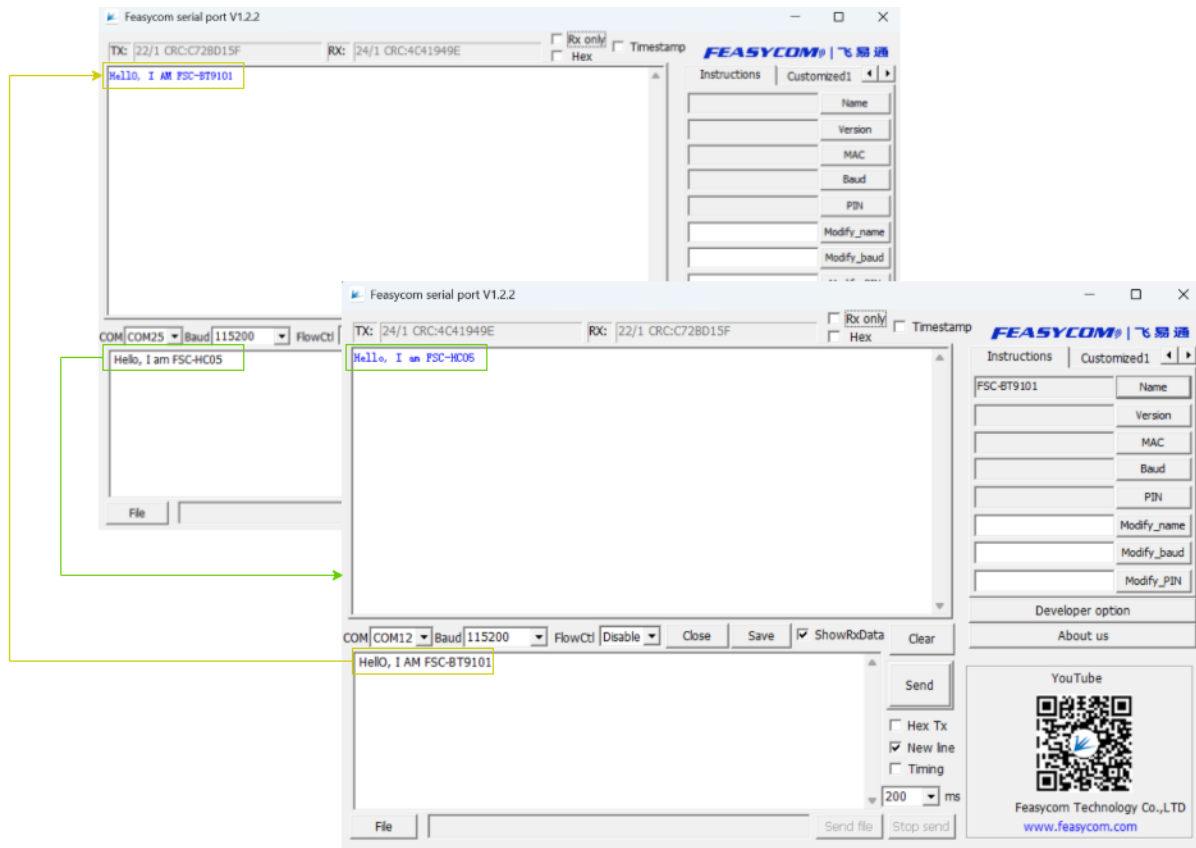 Feasycom serial port V1.2.2
TX: 22/1 CRC:C72BD15F RX: 24/1 CRC:4C41949E Rx only Hex Timestamp
FEASYCOM | 飞易通
HellO, I AM FSC-BT9101
Instructions Customized1
Name
Version
MAC
Baud
PIN
Modify_name
Modify_baud
COM COM25 Baud 115200 FlowCtl
Hello, I am FSC-HC05
File
Feasycom serial port V1.2.2
TX: 24/1 CRC:4C41949E RX: 22/1 CRC:C72BD15F Rx only Hex Timestamp
FEASYCOM | 飞易通
Hello, I am FSC-HC05
Instructions Customized1
FSC-BT9101 Name
Version
MAC
Baud
PIN
Modify_name
Modify_baud
Modify_PIN
Developer option
About us
COM COM12 Baud 115200 FlowCtl Disable Close Save ShowRxData Clear
HellO, I AM FSC-BT9101
Send
Hex Tx
New line
Timing
200 ms
File Send file Stop send
YouTube
Feasycom Technology Co.,LTD
www.feasycom.com